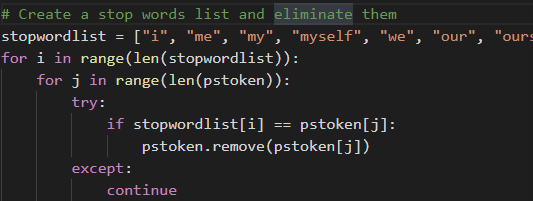 # Create a stop words list and eliminate them
stopwordlist = ["i", "me", "my", "myself", "we", "our", "ours
for i in range(len(stopwordlist)):
    for j in range(len(pstoken)):
        try:
            if stopwordlist[i] == pstoken[j]:
                pstoken.remove(pstoken[j])
        except:
            continue